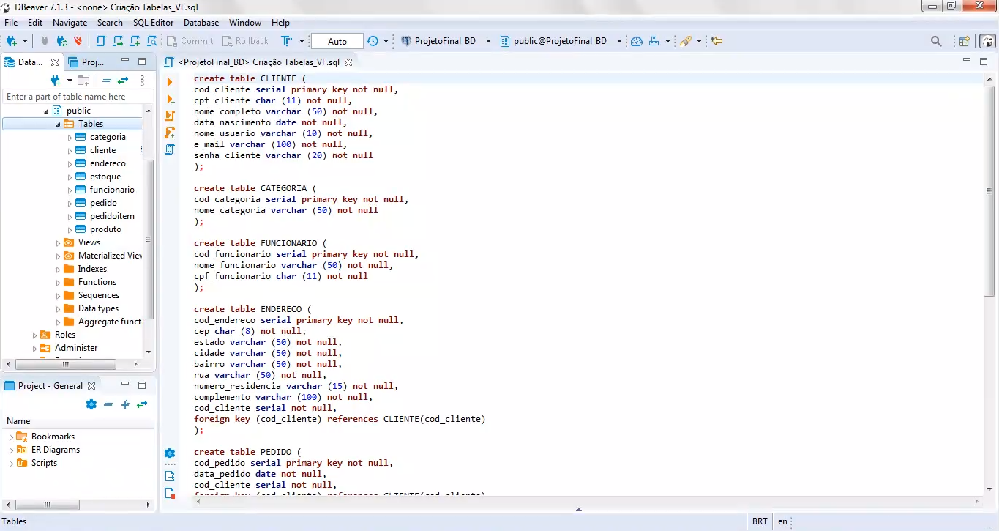 DBeaver 7.1.3 - <none> Criação Tabelas_VF.sql
File Edit Navigate Search SQL Editor Database Window Help
Commit Rollback Auto ProjetoFinal_BD public@ProjetoFinal_BD
Data... Proj...
Enter a part of table name here
public
Tables
categoria
cliente
endereco
estoque
funcionario
pedido
pedidoitem
produto
Views
Materialized Viev
Indexes
Functions
Sequences
Data types
Aggregate funct
Roles
Administer
Project - General
Name
Bookmarks
ER Diagrams
Scripts
<ProjetoFinal_BD> Criação Tabelas_VF.sql
create table CLIENTE (
cod_cliente serial primary key not null,
cpf_cliente char (11) not null,
nome_completo varchar (50) not null,
data_nascimento date not null,
nome_usuario varchar (10) not null,
e_mail varchar (100) not null,
senha_cliente varchar (20) not null
);
create table CATEGORIA (
cod_categoria serial primary key not null,
nome_categoria varchar (50) not null
);
create table FUNCIONARIO (
cod_funcionario serial primary key not null,
nome_funcionario varchar (50) not null,
cpf_funcionario char (11) not null
);
create table ENDERECO (
cod_endereco serial primary key not null,
cep char (8) not null,
estado varchar (50) not null,
cidade varchar (50) not null,
bairro varchar (50) not null,
rua varchar (50) not null,
numero_residencia varchar (15) not null,
complemento varchar (100) not null,
cod_cliente serial not null,
foreign key (cod_cliente) references CLIENTE(cod_cliente)
);
create table PEDIDO (
cod_pedido serial primary key not null,
data_pedido date not null,
cod_cliente serial not null,
foreign key (cod_cliente) references CLIENTE(cod_cliente)
Tables
BRT en